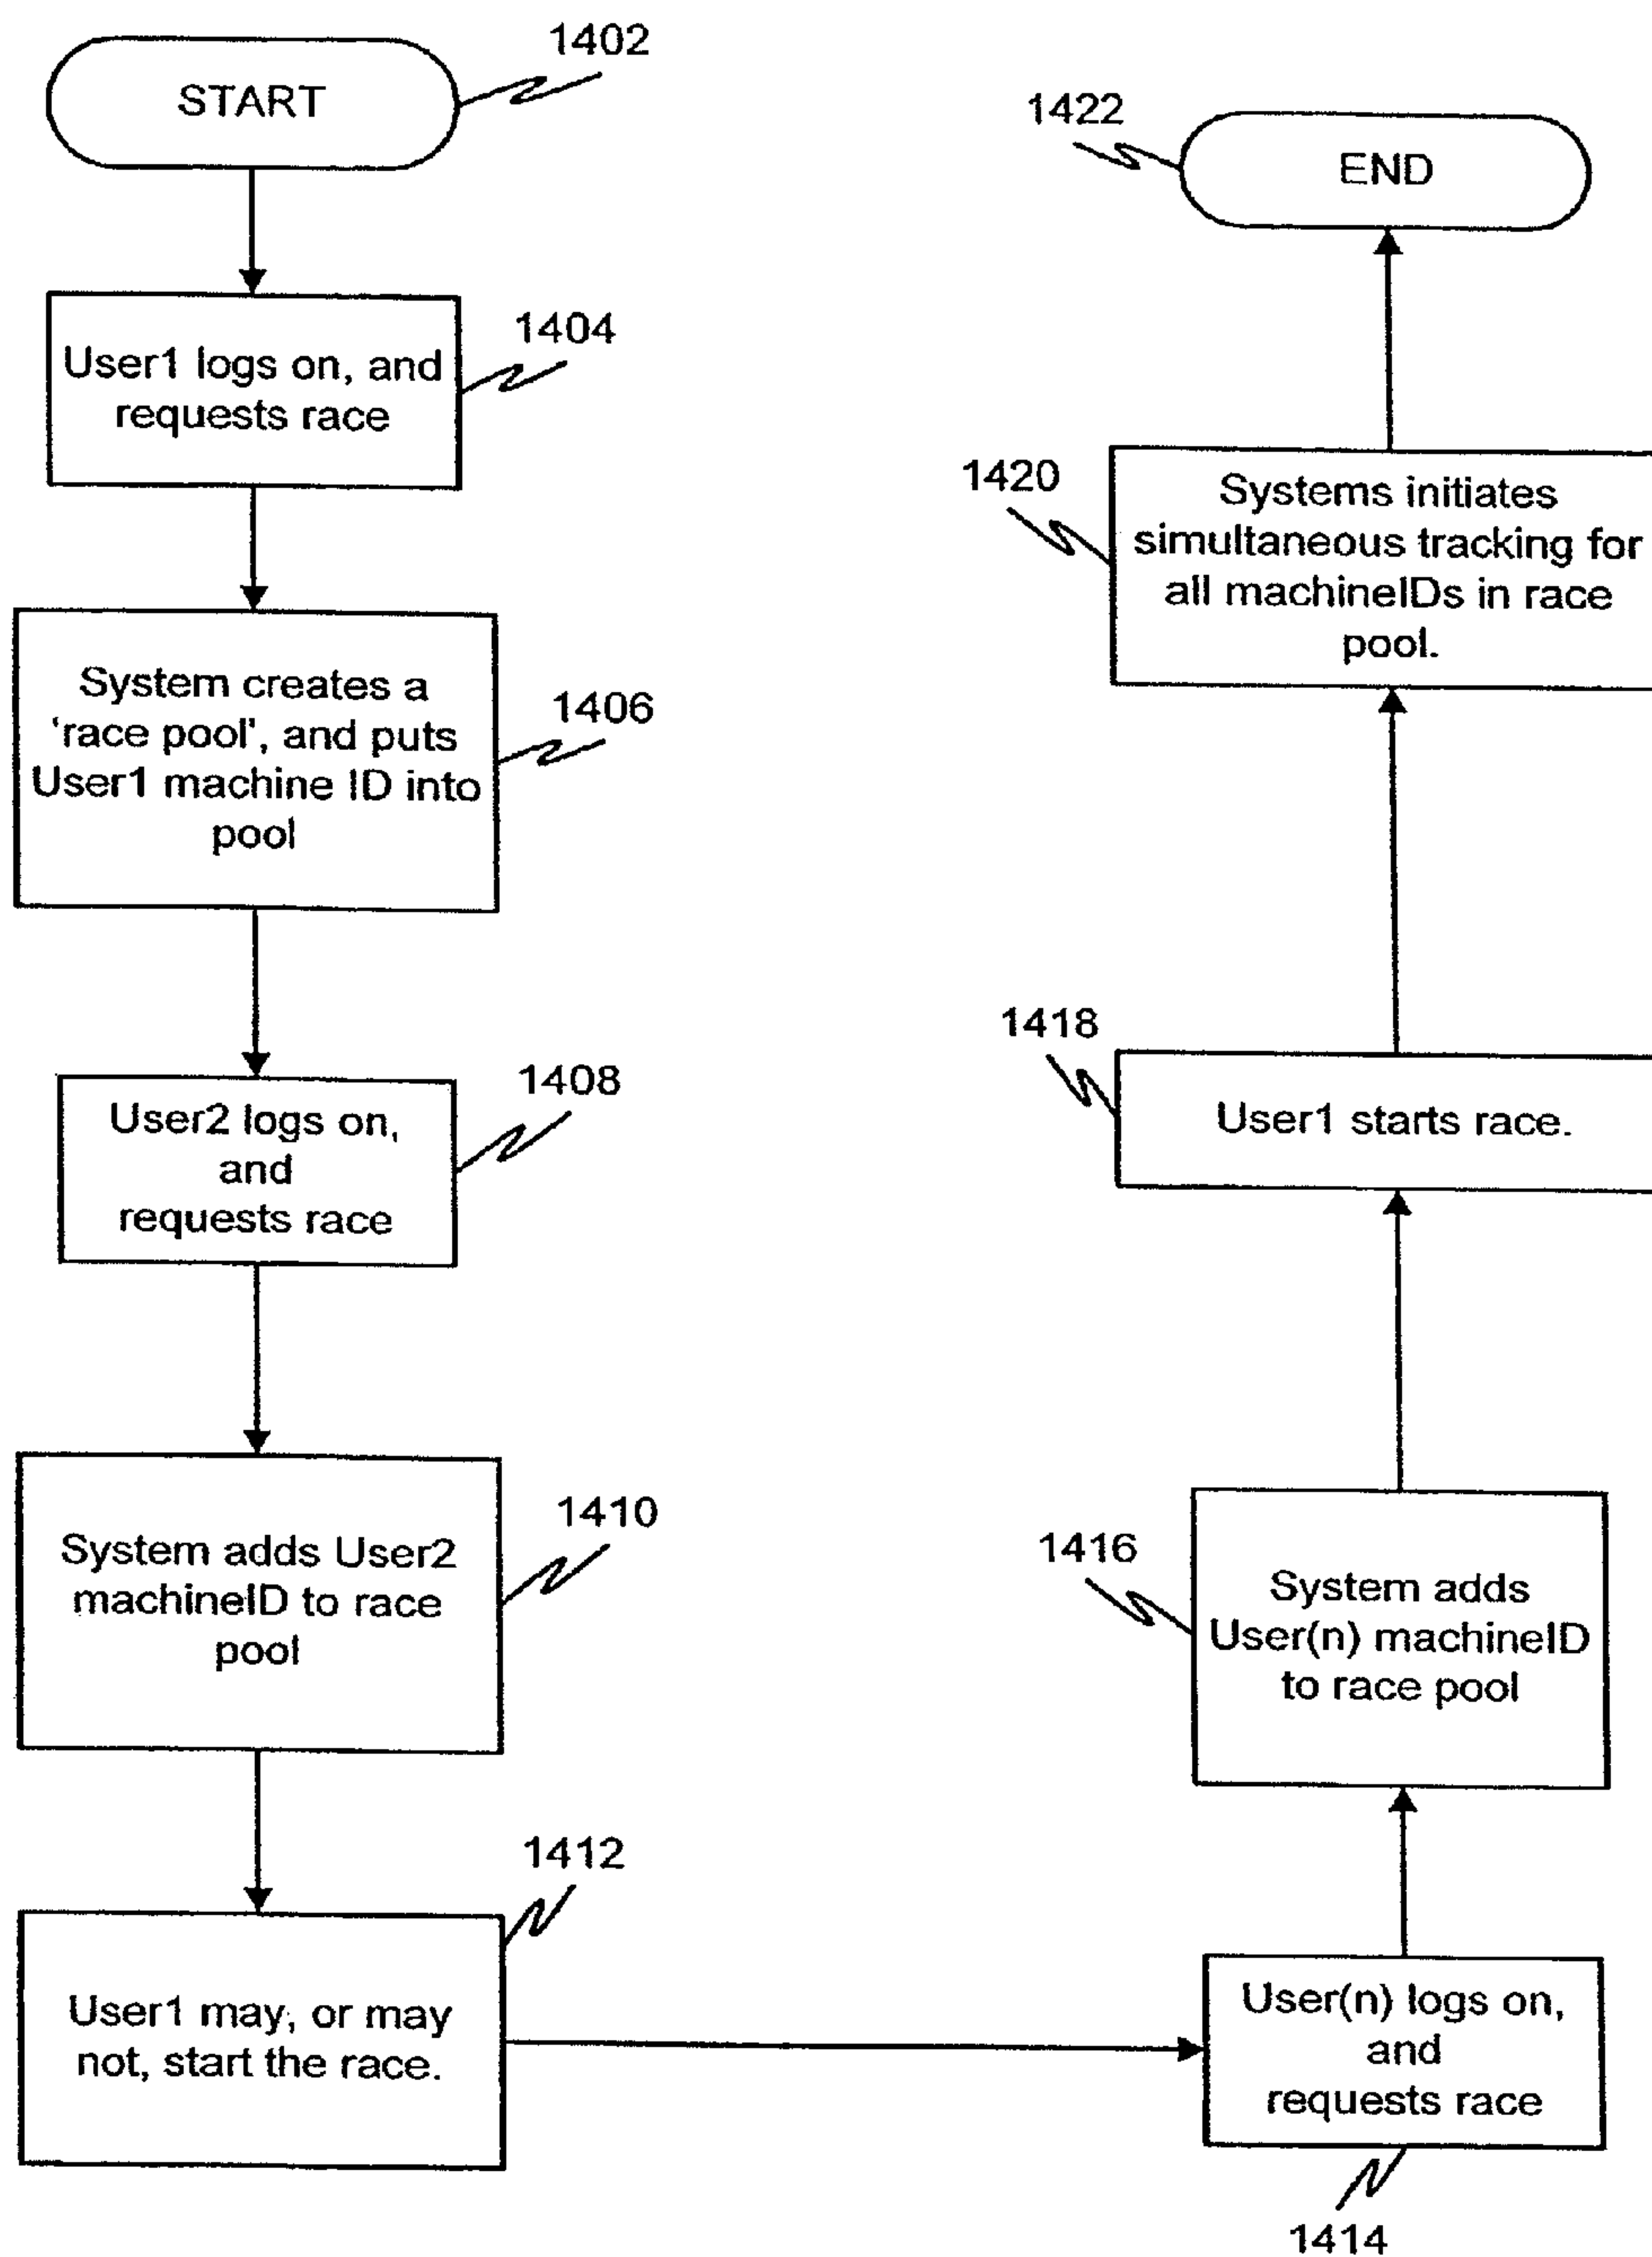 1402
START
1404
User1 logs on, and
requests race
1406
System creates a
‘race pool’, and puts
User1 machine ID into
pool
1408
User2 logs on,
and
requests race
1410
System adds User2
machineID to race
pool
1412
User1 may, or may
not, start the race.
1414
User(n) logs on,
and
requests race
1416
System adds
User(n) machineID
to race pool
1418
User1 starts race.
1420
Systems initiates
simultaneous tracking for
all machineIDs in race
pool.
1422
END